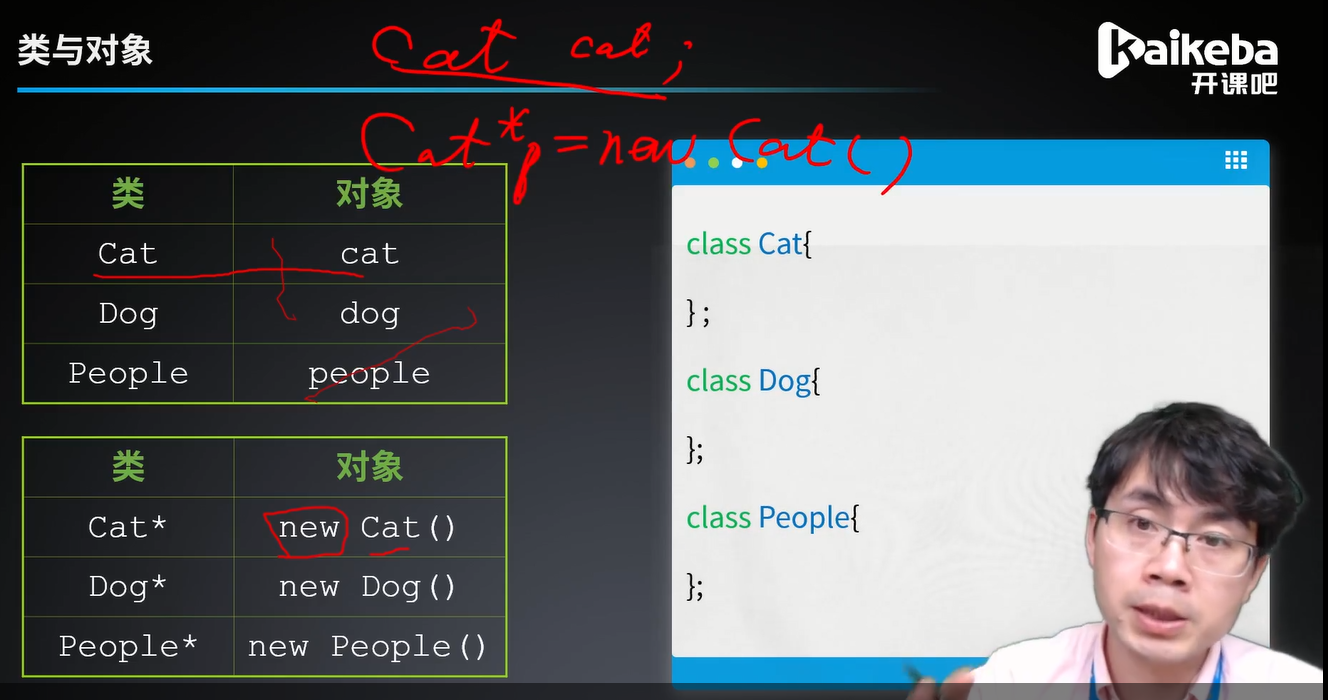 类与对象
Cat cat;
Cat *p = new Cat()
kaikeba
开课吧
类 对象
Cat cat
Dog dog
People people
类 对象
Cat* new Cat()
Dog* new Dog()
People* new People()
class Cat{
};
class Dog{
};
class People{
};